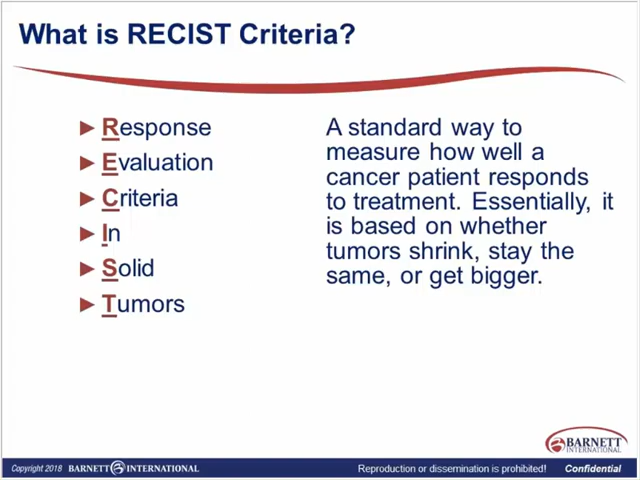 What is RECIST Criteria?
► Response
► Evaluation
► Criteria
► In
► Solid
► Tumors
A standard way to
measure how well a
cancer patient responds
to treatment. Essentially, it
is based on whether
tumors shrink, stay the
same, or get bigger.
BARNETT
INTERNATIONAL
Copyright 2018 BARNETT INTERNATIONAL
Reproduction or dissemination is prohibited! Confidential